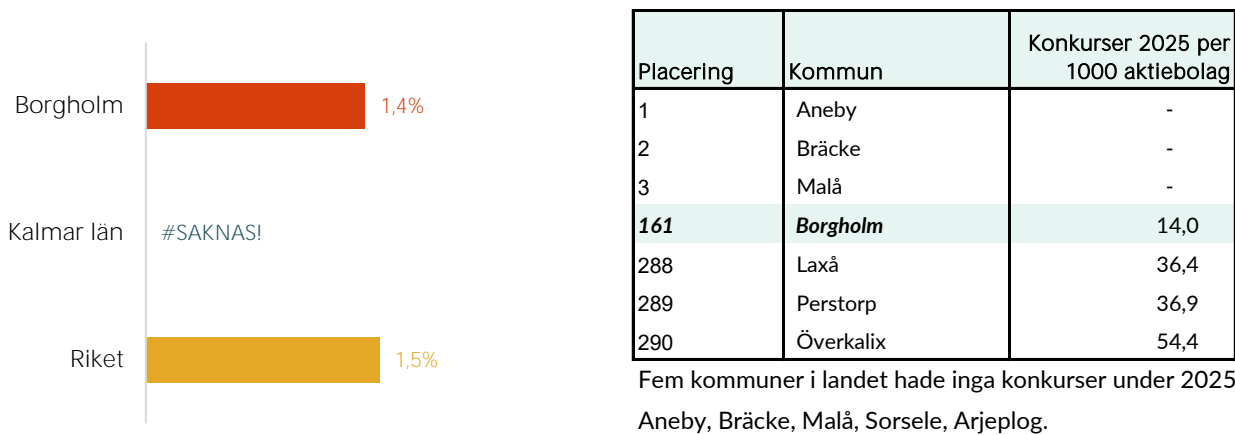 Borgholm 1,4%
Kalmar län #SAKNAS!
Riket 1,5%
Placering Kommun Konkurser 2025 per
1000 aktiebolag
1 Aneby -
2 Bräcke -
3 Malå -
161 Borgholm 14,0
288 Laxå 36,4
289 Perstorp 36,9
290 Överkalix 54,4
Fem kommuner i landet hade inga konkurser under 2025
Aneby, Bräcke, Malå, Sorsele, Arjeplog.